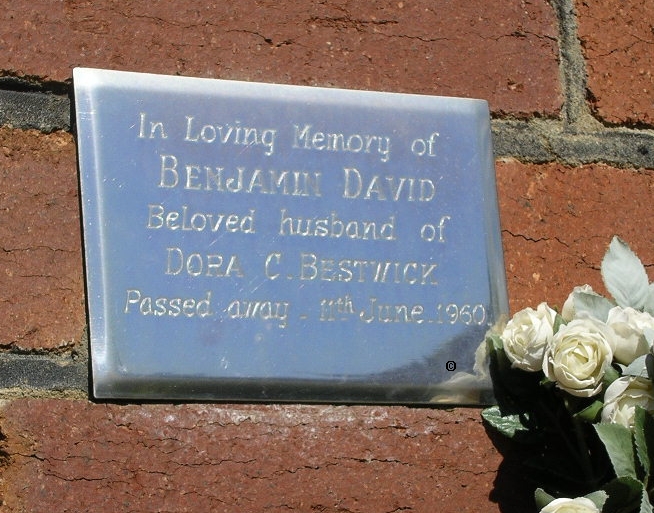 In Loving Memory of
BENJAMIN DAVID
Beloved husband of
DORA C. BESTWICK
Passed away. 11th June. 1960.
©